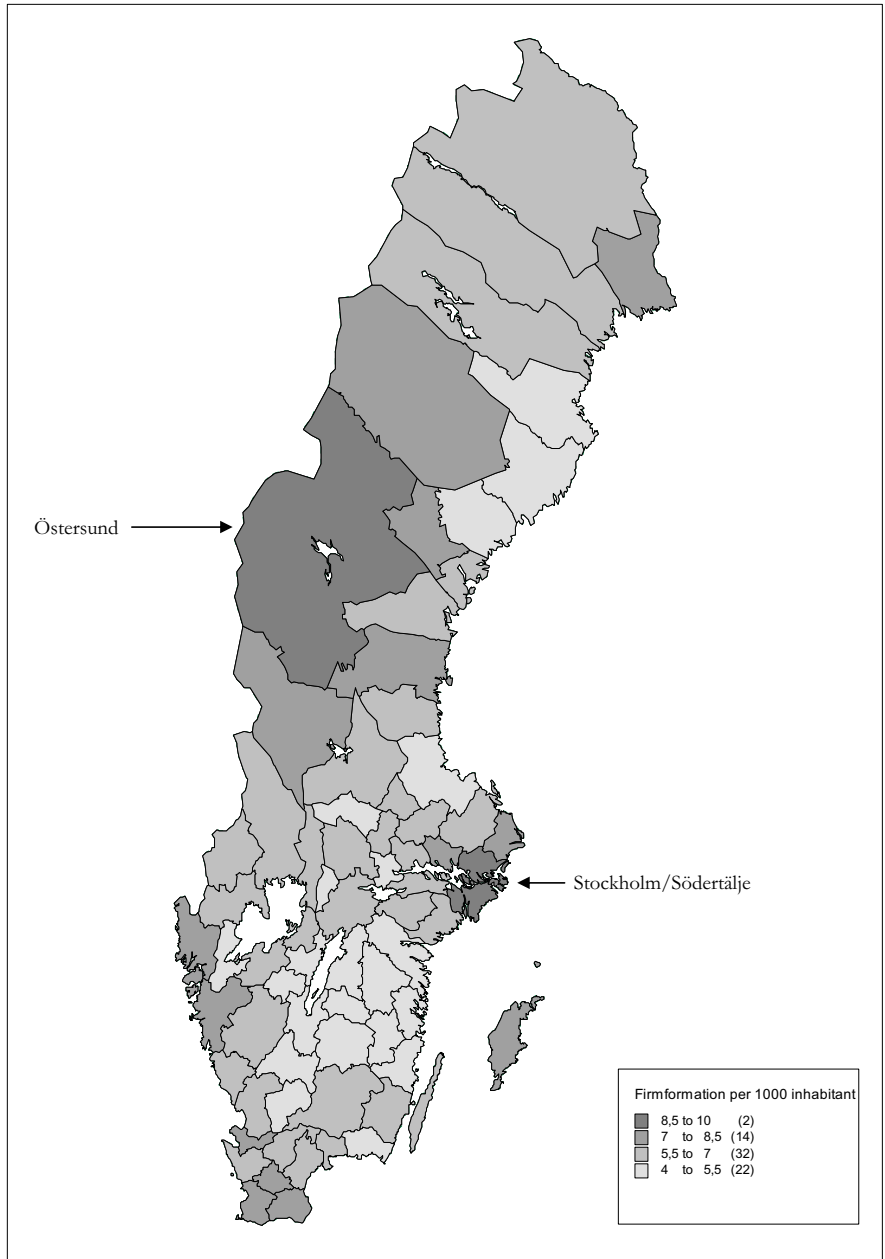 Östersund
Stockholm/Södertälje
Firmformation per 1000 inhabitant
8,5 to 10 (2)
7 to 8,5 (14)
5,5 to 7 (32)
4 to 5,5 (22)